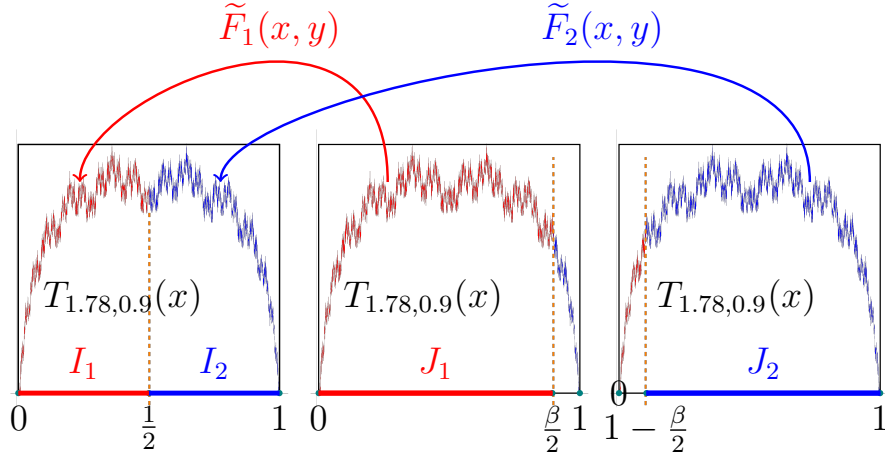 F̃₁(x, y) F̃₂(x, y)
T₁.₇₈,₀.₉(x) T₁.₇₈,₀.₉(x) T₁.₇₈,₀.₉(x)
I₁ I₂ J₁ J₂
0
0 1/2 1 0 β/2 1 1 − β/2 1